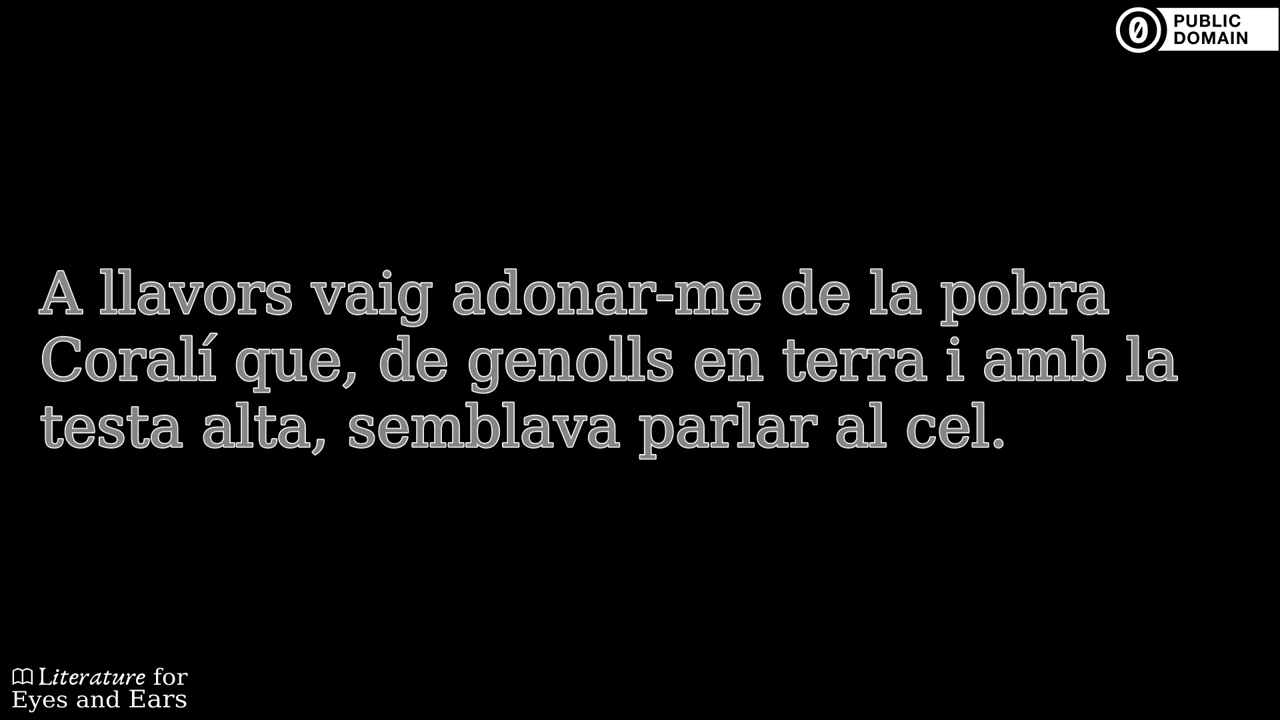 PUBLIC
DOMAIN
A llavors vaig adonar-me de la pobra
Coralí que, de genolls en terra i amb la
testa alta, semblava parlar al cel.
Literature for
Eyes and Ears